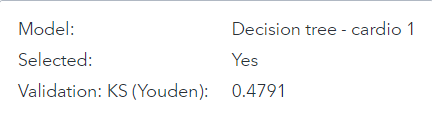 Model: Decision tree - cardio 1
Selected: Yes
Validation: KS (Youden): 0.4791